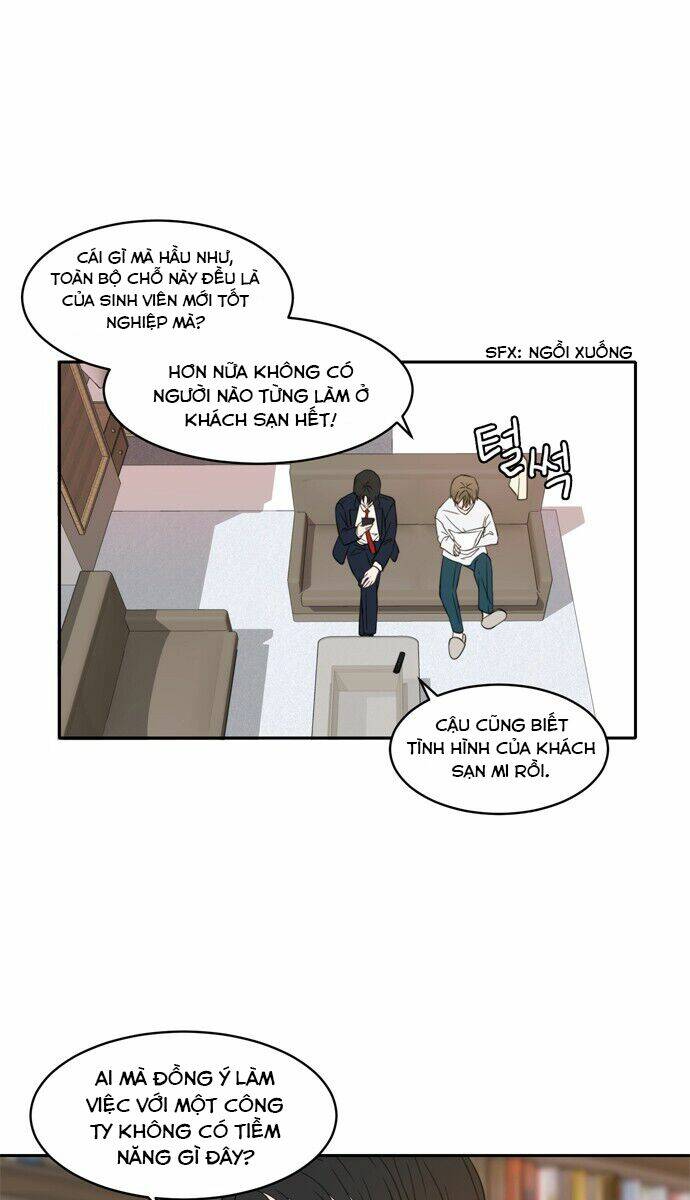 CÁI GÌ MÀ HẦU NHƯ,
TOÀN BỘ CHỖ NÀY ĐỀU LÀ
CỦA SINH VIÊN MỚI TỐT
NGHIỆP MÀ?
HƠN NỮA KHÔNG CÓ
NGƯỜI NÀO TỪNG LÀM Ở
KHÁCH SẠN HẾT!
SFX: NGỒI XUỐNG
털썩
CẬU CŨNG BIẾT
TÌNH HÌNH CỦA KHÁCH
SẠN MI RỒI.
AI MÀ ĐỒNG Ý LÀM
VIỆC VỚI MỘT CÔNG
TY KHÔNG CÓ TIỀM
NĂNG GÌ ĐÂY?